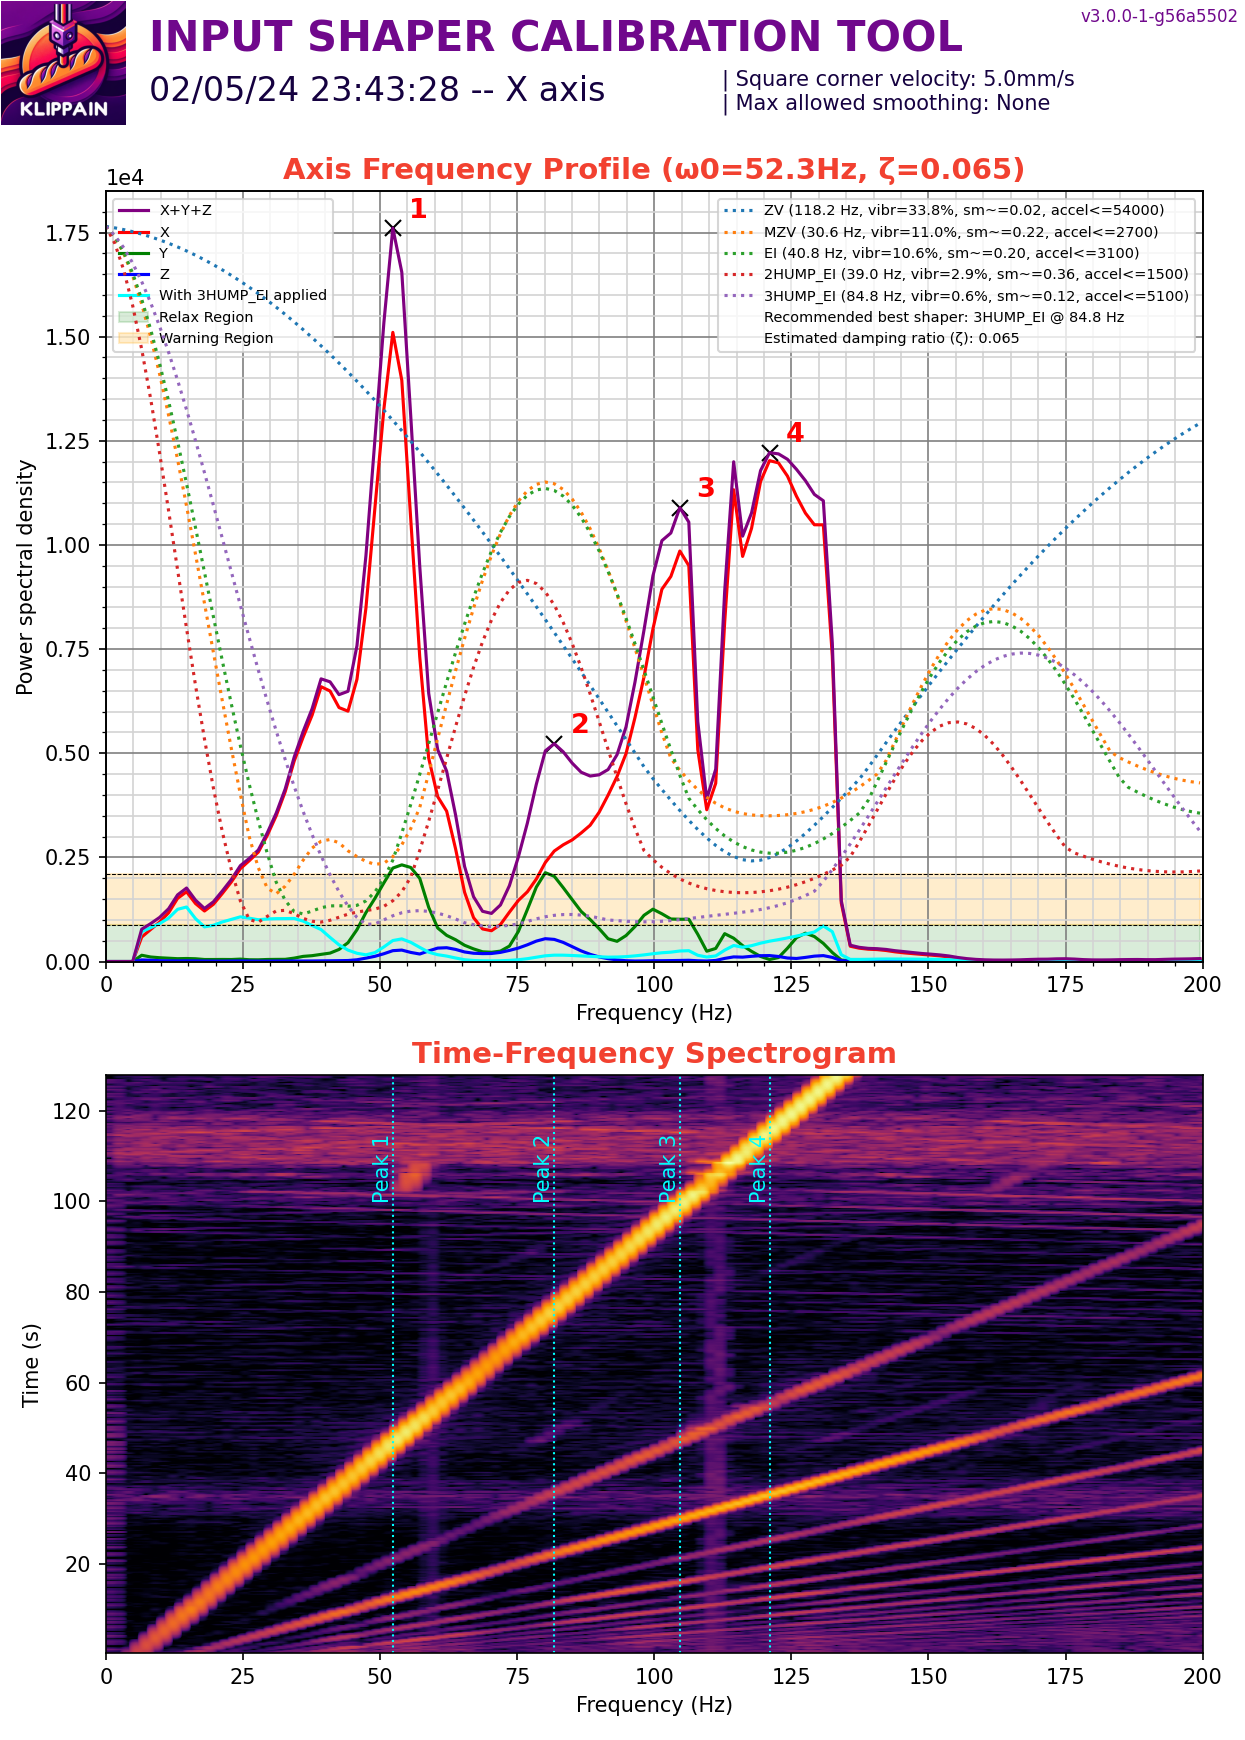 INPUT SHAPER CALIBRATION TOOL
v3.0.0-1-g56a5502
02/05/24 23:43:28 -- X axis
| Square corner velocity: 5.0mm/s
| Max allowed smoothing: None
KLIPPAIN
Axis Frequency Profile (ω0=52.3Hz, ζ=0.065)
1e4
X+Y+Z
X
Y
Z
With 3HUMP_EI applied
Relax Region
Warning Region
ZV (118.2 Hz, vibr=33.8%, sm~=0.02, accel<=54000)
MZV (30.6 Hz, vibr=11.0%, sm~=0.22, accel<=2700)
EI (40.8 Hz, vibr=10.6%, sm~=0.20, accel<=3100)
2HUMP_EI (39.0 Hz, vibr=2.9%, sm~=0.36, accel<=1500)
3HUMP_EI (84.8 Hz, vibr=0.6%, sm~=0.12, accel<=5100)
Recommended best shaper: 3HUMP_EI @ 84.8 Hz
Estimated damping ratio (ζ): 0.065
1
2
3
4
Power spectral density
1.75
1.50
1.25
1.00
0.75
0.50
0.25
0.00
0 25 50 75 100 125 150 175 200
Frequency (Hz)
Time-Frequency Spectrogram
Time (s)
120
100
80
60
40
20
Peak 1
Peak 2
Peak 3
Peak 4
0 25 50 75 100 125 150 175 200
Frequency (Hz)